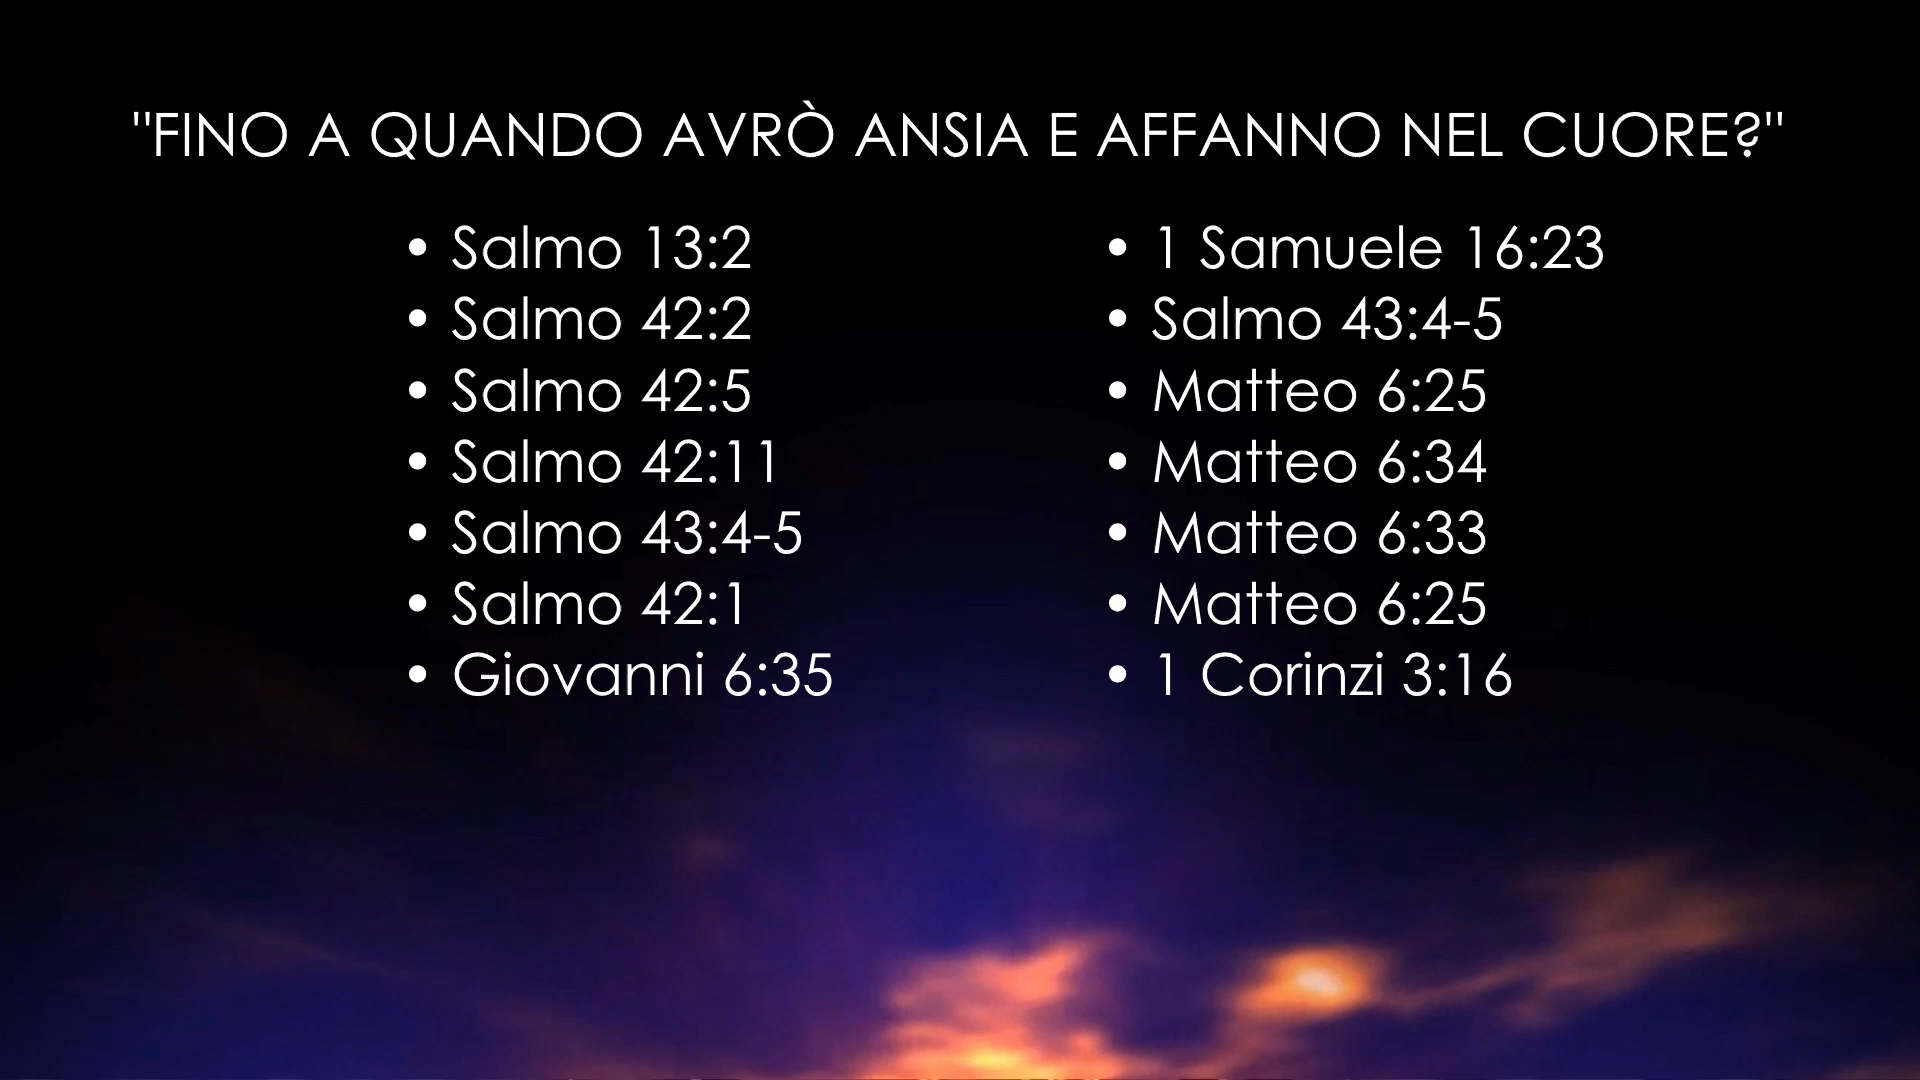 "FINO A QUANDO AVRÒ ANSIA E AFFANNO NEL CUORE?"
• Salmo 13:2
• Salmo 42:2
• Salmo 42:5
• Salmo 42:11
• Salmo 43:4-5
• Salmo 42:1
• Giovanni 6:35
• 1 Samuele 16:23
• Salmo 43:4-5
• Matteo 6:25
• Matteo 6:34
• Matteo 6:33
• Matteo 6:25
• 1 Corinzi 3:16